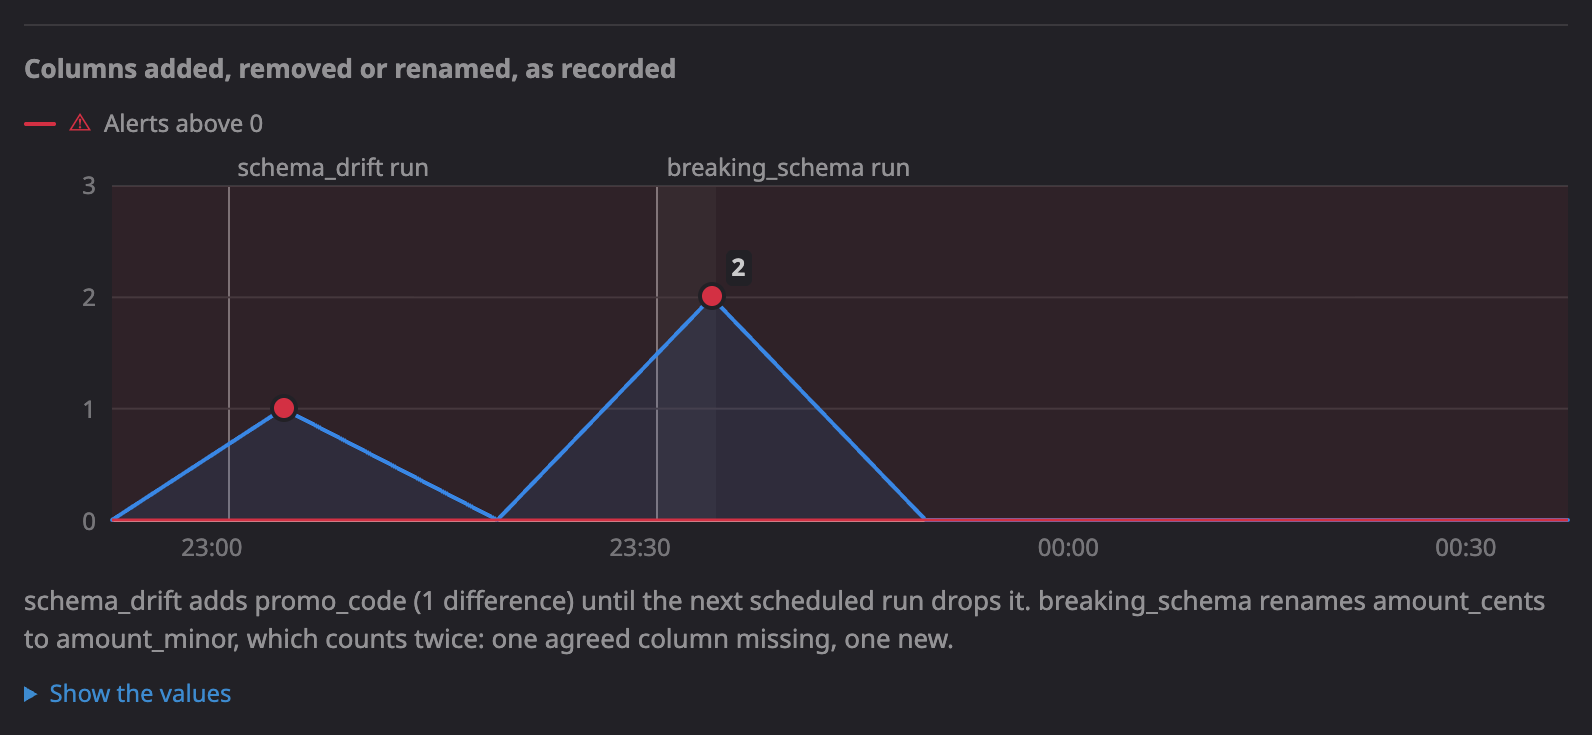 Columns added, removed or renamed, as recorded
⚠ Alerts above 0
schema_drift run
breaking_schema run
3
2
2
1
0
23:00
23:30
00:00
00:30
schema_drift adds promo_code (1 difference) until the next scheduled run drops it. breaking_schema renames amount_cents
to amount_minor, which counts twice: one agreed column missing, one new.
▶ Show the values